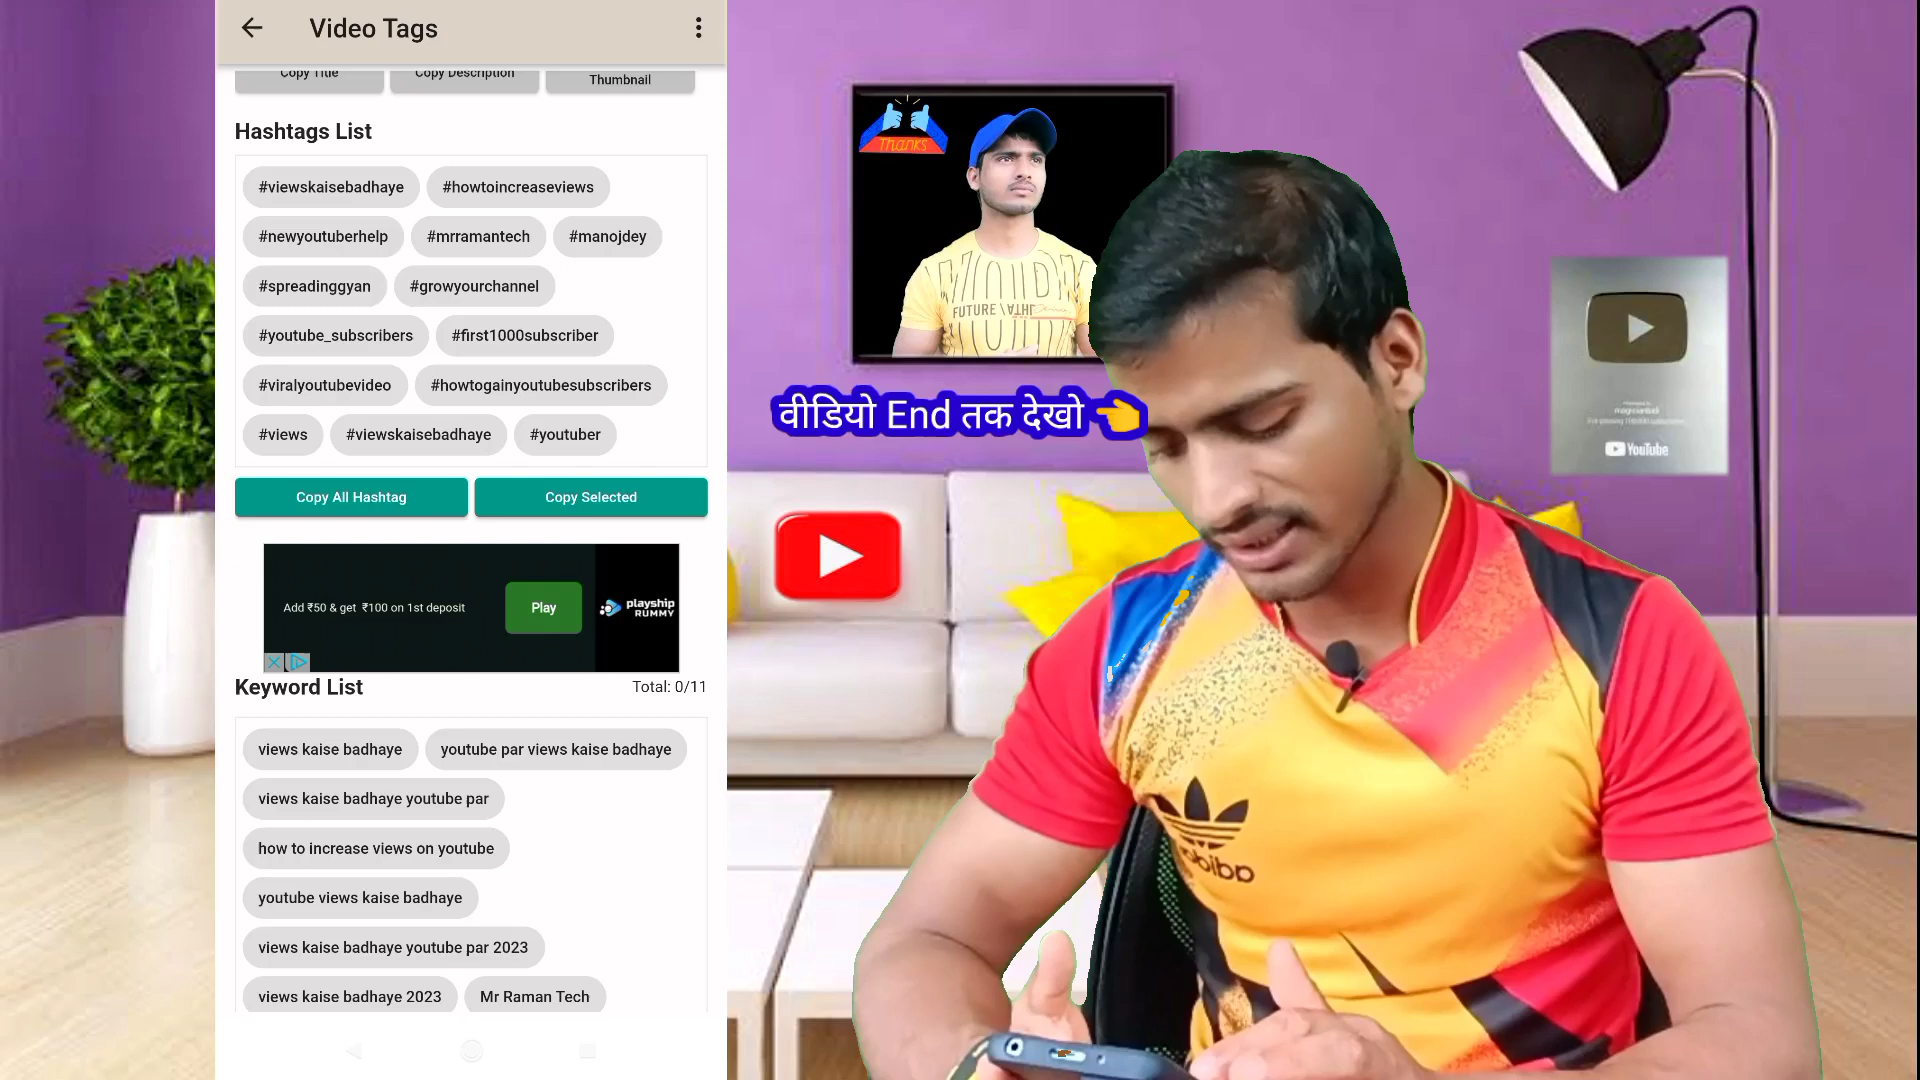 Video Tags
Copy Title
Copy Description
Thumbnail
Hashtags List
#viewskaisebadhaye
#howtoincreaseviews
#newyoutuberhelp
#mrramantech
#manojdey
#spreadinggyan
#growyourchannel
#youtube_subscribers
#first1000subscriber
#viralyoutubevideo
#howtogainyoutubesubscribers
#views
#viewskaisebadhaye
#youtuber
Copy All Hashtag
Copy Selected
Add ₹50 & get ₹100 on 1st deposit
Play
playship
RUMMY
Keyword List
Total: 0/11
views kaise badhaye
youtube par views kaise badhaye
views kaise badhaye youtube par
how to increase views on youtube
youtube views kaise badhaye
views kaise badhaye youtube par 2023
views kaise badhaye 2023
Mr Raman Tech
Thanks
FUTURE
वीडियो End तक देखो
YouTube
adidas